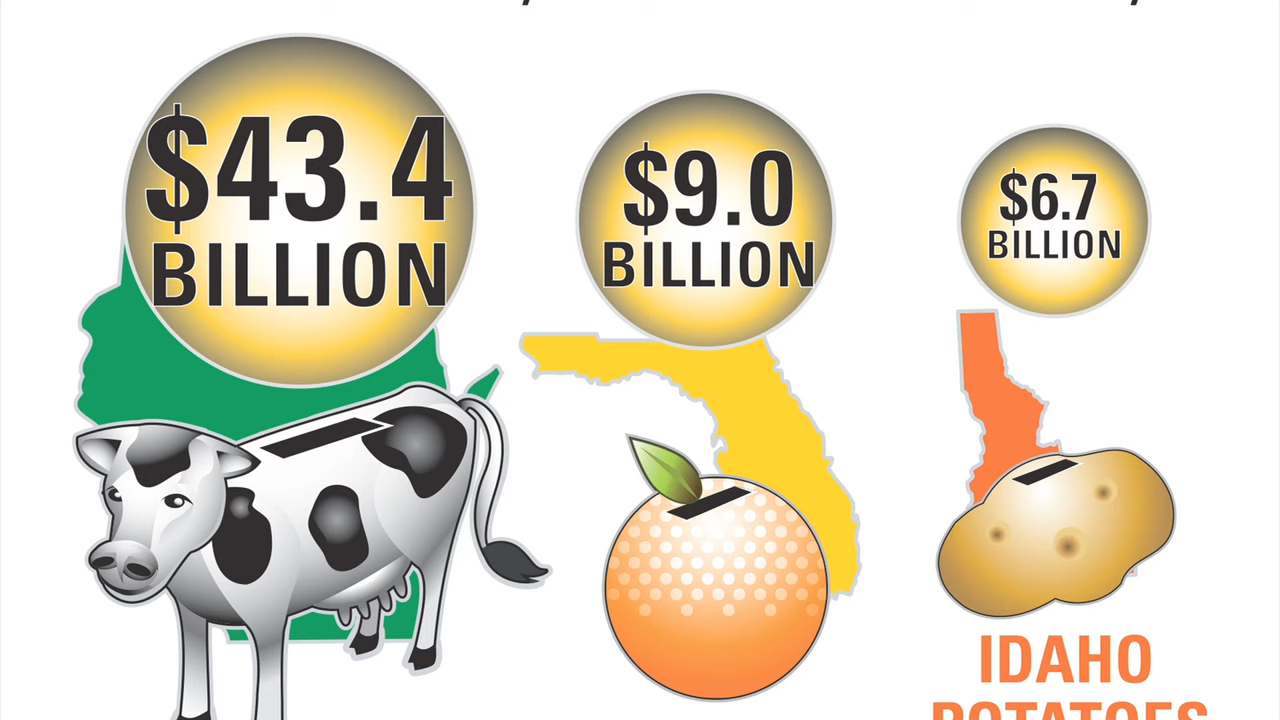 $43.4
BILLION
$9.0
BILLION
$6.7
BILLION
IDAHO
POTATOES